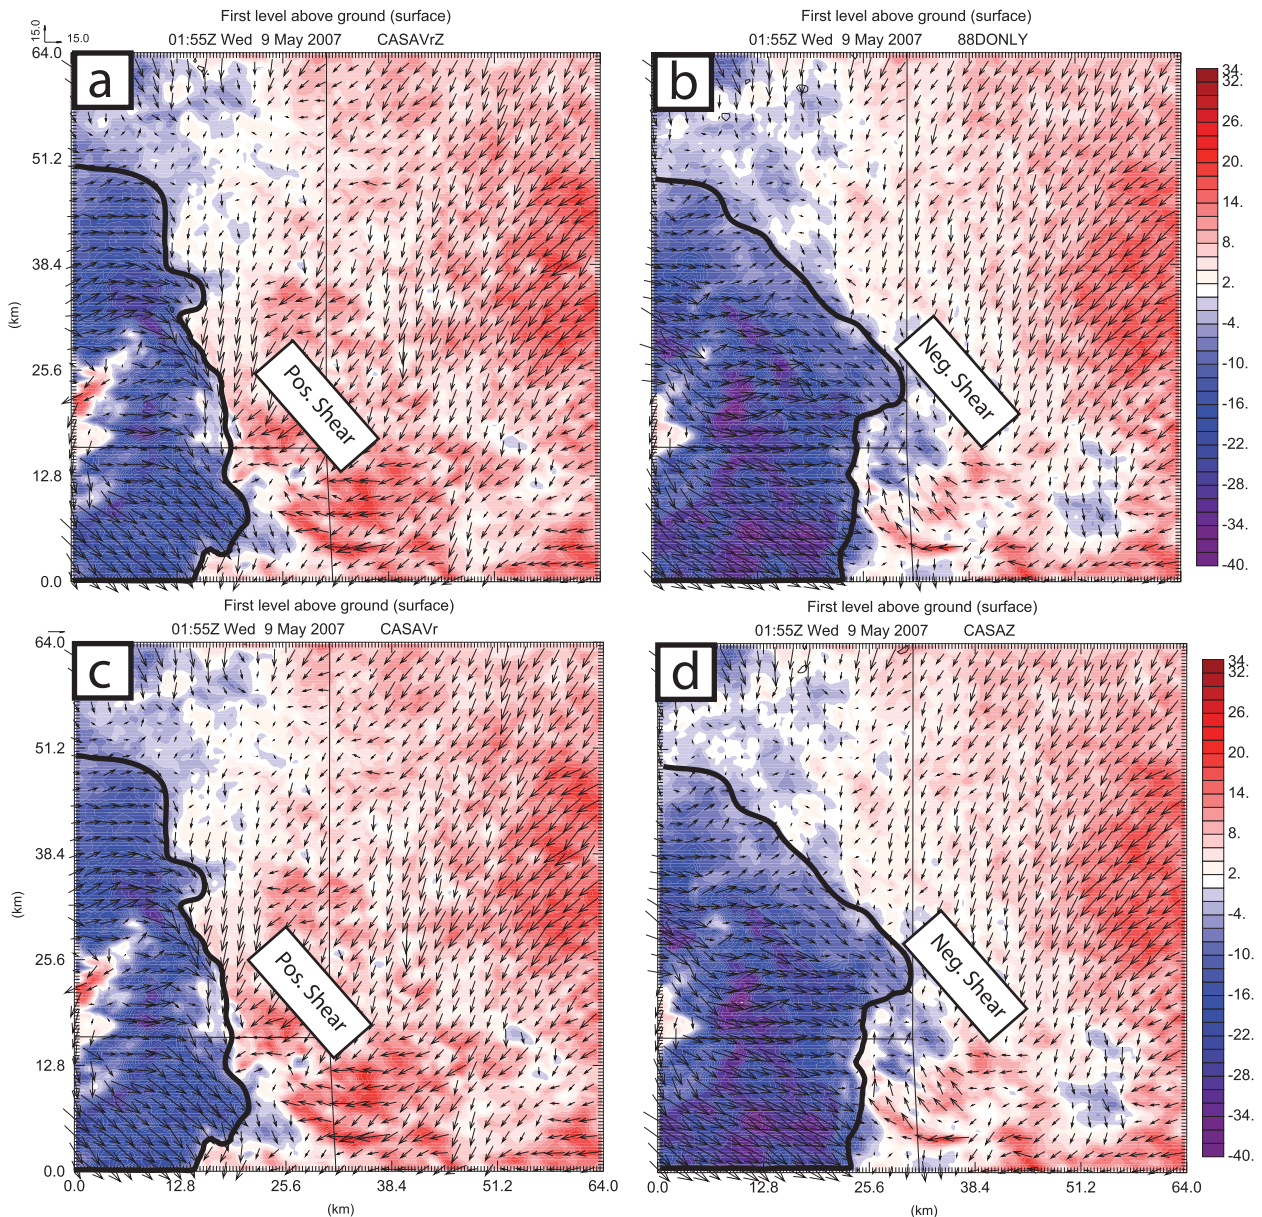 First level above ground (surface)
First level above ground (surface)
15.0
15.0
01:55Z Wed 9 May 2007 CASAVrZ
01:55Z Wed 9 May 2007 88DONLY
a
b
64.0
51.2
38.4
25.6
12.8
0.0
(km)
Pos. Shear
Neg. Shear
34.
32.
26.
20.
14.
8.
2.
-4.
-10.
-16.
-22.
-28.
-34.
-40.
First level above ground (surface)
First level above ground (surface)
01:55Z Wed 9 May 2007 CASAVr
01:55Z Wed 9 May 2007 CASAZ
c
d
64.0
51.2
38.4
25.6
12.8
0.0
(km)
Pos. Shear
Neg. Shear
34.
32.
26.
20.
14.
8.
2.
-4.
-10.
-16.
-22.
-28.
-34.
-40.
0.0 12.8 25.6 38.4 51.2 64.0
0.0 12.8 25.6 38.4 51.2 64.0
(km)
(km)